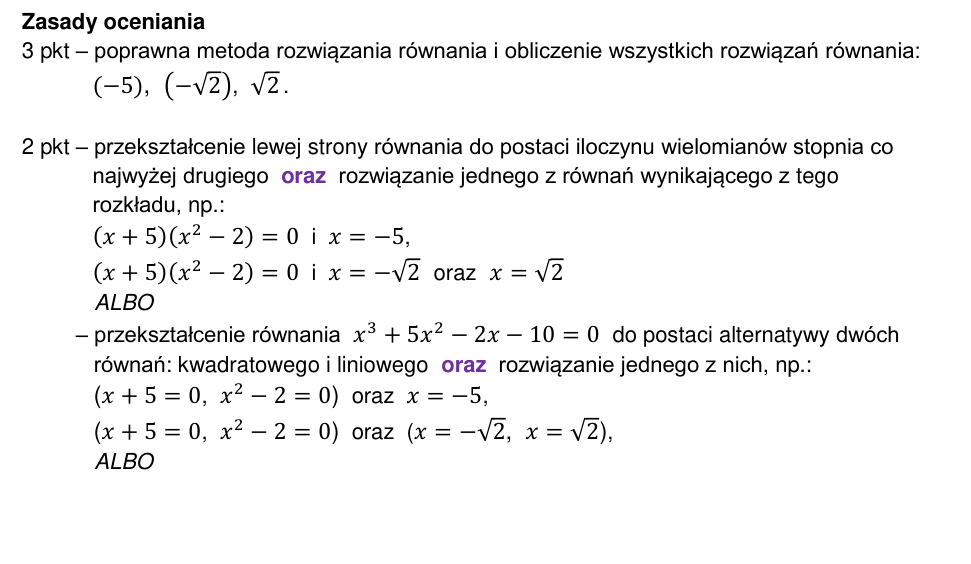 Zasady oceniania
3 pkt – poprawna metoda rozwiązania równania i obliczenie wszystkich rozwiązań równania:
(−5), (−√2), √2.
2 pkt – przekształcenie lewej strony równania do postaci iloczynu wielomianów stopnia co
najwyżej drugiego oraz rozwiązanie jednego z równań wynikającego z tego
rozkładu, np.:
(x + 5)(x² − 2) = 0 i x = −5,
(x + 5)(x² − 2) = 0 i x = −√2 oraz x = √2
ALBO
– przekształcenie równania x³ + 5x² − 2x − 10 = 0 do postaci alternatywy dwóch
równań: kwadratowego i liniowego oraz rozwiązanie jednego z nich, np.:
(x + 5 = 0, x² − 2 = 0) oraz x = −5,
(x + 5 = 0, x² − 2 = 0) oraz (x = −√2, x = √2),
ALBO